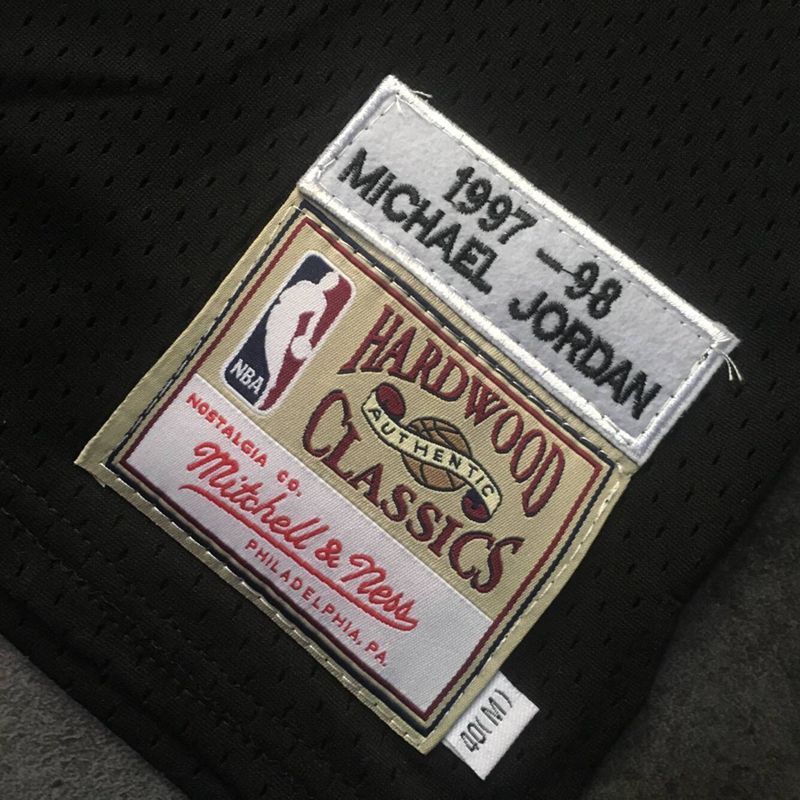 1997-98
MICHAEL JORDAN
NBA
HARDWOOD
AUTHENTIC
CLASSICS
NOSTALGIA CO.
Mitchell & Ness
PHILADELPHIA, PA.
40(M)